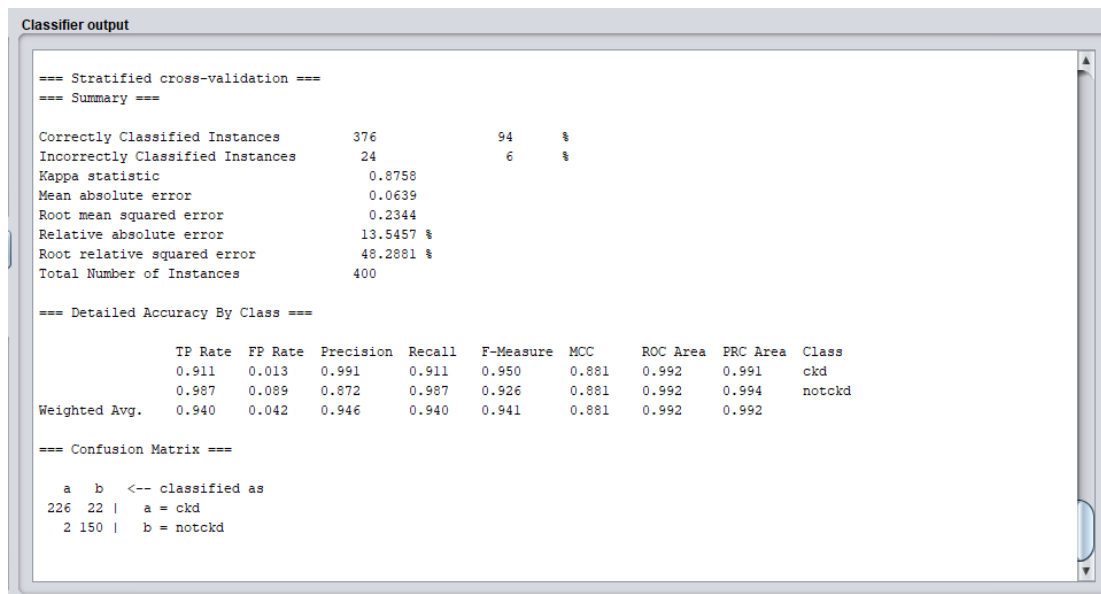 Classifier output
=== Stratified cross-validation ===
=== Summary ===
Correctly Classified Instances 376 94 %
Incorrectly Classified Instances 24 6 %
Kappa statistic 0.8758
Mean absolute error 0.0639
Root mean squared error 0.2344
Relative absolute error 13.5457 %
Root relative squared error 48.2881 %
Total Number of Instances 400
=== Detailed Accuracy By Class ===
TP Rate FP Rate Precision Recall F-Measure MCC ROC Area PRC Area Class
0.911 0.013 0.991 0.911 0.950 0.881 0.992 0.991 ckd
0.987 0.089 0.872 0.987 0.926 0.881 0.992 0.994 notckd
Weighted Avg. 0.940 0.042 0.946 0.940 0.941 0.881 0.992 0.992
=== Confusion Matrix ===
a b <-- classified as
226 22 | a = ckd
2 150 | b = notckd